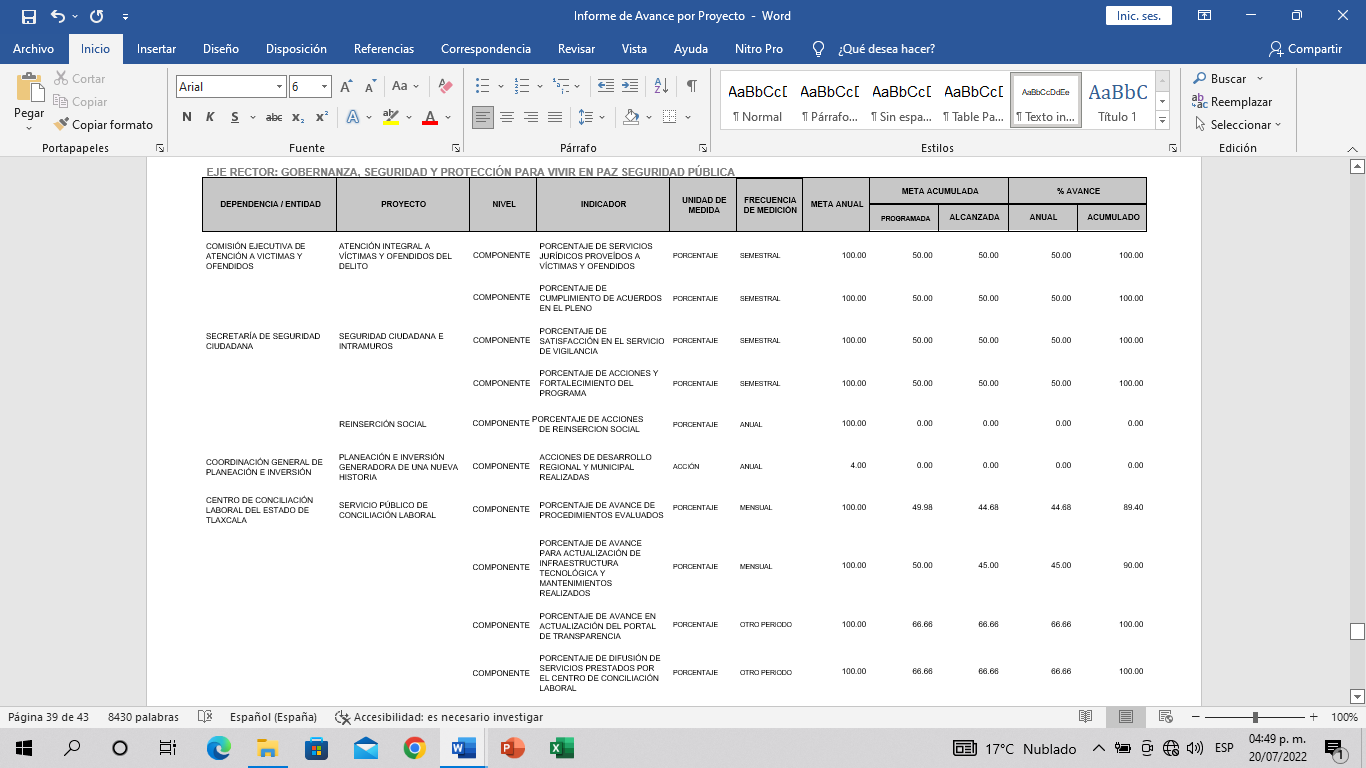 Informe de Avance por Proyecto - Word
Inic. ses.
Archivo Inicio Insertar Diseño Disposición Referencias Correspondencia Revisar Vista Ayuda Nitro Pro ¿Qué desea hacer? Compartir
Pegar
Cortar
Copiar
Copiar formato
Portapapeles
Arial 6
N K S abc x₂ x²
Fuente
Párrafo
AaBbCcD AaBbCcD AaBbCcD AaBbCcD AaBbCcDdEe AaBbC
¶ Normal ¶ Párrafo... ¶ Sin espa... ¶ Table Pa... ¶ Texto in... Título 1
Estilos
Buscar
Reemplazar
Seleccionar
Edición
EJE RECTOR: GOBERNANZA, SEGURIDAD Y PROTECCIÓN PARA VIVIR EN PAZ SEGURIDAD PÚBLICA
DEPENDENCIA / ENTIDAD PROYECTO NIVEL INDICADOR UNIDAD DE MEDIDA FRECUENCIA DE MEDICIÓN META ANUAL META ACUMULADA % AVANCE
PROGRAMADA ALCANZADA ANUAL ACUMULADO
COMISIÓN EJECUTIVA DE
ATENCIÓN A VICTIMAS Y
OFENDIDOS
ATENCIÓN INTEGRAL A
VÍCTIMAS Y OFENDIDOS DEL
DELITO
COMPONENTE
PORCENTAJE DE SERVICIOS
JURÍDICOS PROVEÍDOS A
VÍCTIMAS Y OFENDIDOS
PORCENTAJE SEMESTRAL 100.00 50.00 50.00 50.00 100.00
COMPONENTE
PORCENTAJE DE
CUMPLIMIENTO DE ACUERDOS
EN EL PLENO
PORCENTAJE SEMESTRAL 100.00 50.00 50.00 50.00 100.00
SECRETARÍA DE SEGURIDAD
CIUDADANA
SEGURIDAD CIUDADANA E
INTRAMUROS
COMPONENTE
PORCENTAJE DE
SATISFACCIÓN EN EL SERVICIO
DE VIGILANCIA
PORCENTAJE SEMESTRAL 100.00 50.00 50.00 50.00 100.00
COMPONENTE
PORCENTAJE DE ACCIONES Y
FORTALECIMIENTO DEL
PROGRAMA
PORCENTAJE SEMESTRAL 100.00 50.00 50.00 50.00 100.00
REINSERCIÓN SOCIAL
COMPONENTE
PORCENTAJE DE ACCIONES
DE REINSERCION SOCIAL
PORCENTAJE ANUAL 100.00 0.00 0.00 0.00 0.00
COORDINACIÓN GENERAL DE
PLANEACIÓN E INVERSIÓN
PLANEACIÓN E INVERSIÓN
GENERADORA DE UNA NUEVA
HISTORIA
COMPONENTE
ACCIONES DE DESARROLLO
REGIONAL Y MUNICIPAL
REALIZADAS
ACCIÓN ANUAL 4.00 0.00 0.00 0.00 0.00
CENTRO DE CONCILIACIÓN
LABORAL DEL ESTADO DE
TLAXCALA
SERVICIO PÚBLICO DE
CONCILIACIÓN LABORAL
COMPONENTE
PORCENTAJE DE AVANCE DE
PROCEDIMIENTOS EVALUADOS
PORCENTAJE MENSUAL 100.00 49.98 44.68 44.68 89.40
COMPONENTE
PORCENTAJE DE AVANCE
PARA ACTUALIZACIÓN DE
INFRAESTRUCTURA
TECNOLÓGICA Y
MANTENIMIENTOS
REALIZADOS
PORCENTAJE MENSUAL 100.00 50.00 45.00 45.00 90.00
COMPONENTE
PORCENTAJE DE AVANCE EN
ACTUALIZACIÓN DEL PORTAL
DE TRANSPARENCIA
PORCENTAJE OTRO PERIODO 100.00 66.66 66.66 66.66 100.00
COMPONENTE
PORCENTAJE DE DIFUSIÓN DE
SERVICIOS PRESTADOS POR
EL CENTRO DE CONCILIACIÓN
LABORAL
PORCENTAJE OTRO PERIODO 100.00 66.66 66.66 66.66 100.00
Página 39 de 43 8430 palabras Español (España) Accesibilidad: es necesario investigar 100%
17°C Nublado ESP 04:49 p. m.
20/07/2022